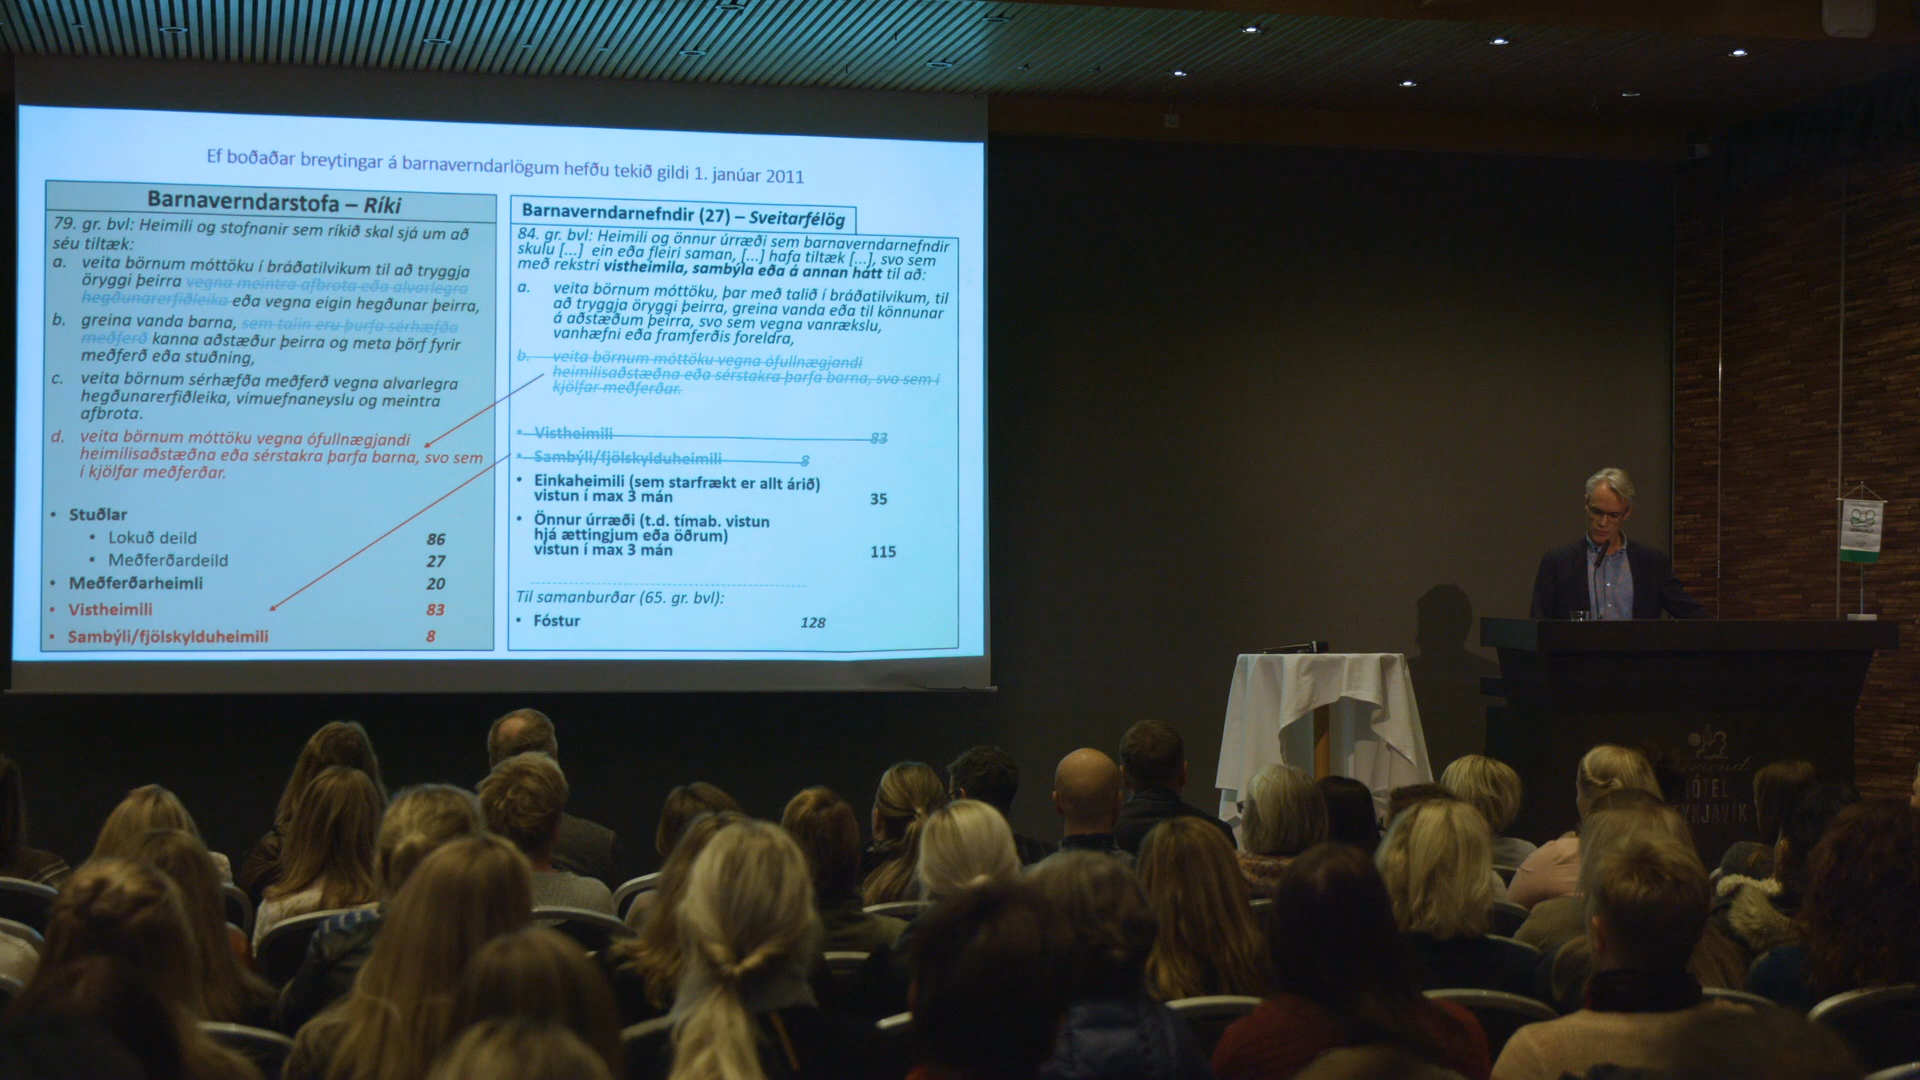 Ef boðaðar breytingar á barnaverndarlögum hefðu tekið gildi 1. janúar 2011
Barnaverndarstofa – Ríki
79. gr. bvl: Heimili og stofnanir sem ríkið skal sjá um að
séu tiltæk:
a. veita börnum móttöku í bráðatilvikum til að tryggja
öryggi þeirra vegna meintra afbrota eða alvarlegra
hegðunarerfiðleika eða vegna eigin hegðunar þeirra,
b. greina vanda barna, sem talin eru þurfa sérhæfða
meðferð kanna aðstæður þeirra og meta þörf fyrir
meðferð eða stuðning,
c. veita börnum sérhæfða meðferð vegna alvarlegra
hegðunarerfiðleika, vímuefnaneyslu og meintra
afbrota.
d. veita börnum móttöku vegna ófullnægjandi
heimilisaðstæðna eða sérstakra þarfa barna, svo sem
í kjölfar meðferðar.
• Stuðlar
• Lokuð deild 86
• Meðferðardeild 27
• Meðferðarheimli 20
• Vistheimili 83
• Sambýli/fjölskylduheimili 8
Barnaverndarnefndir (27) – Sveitarfélög
84. gr. bvl: Heimili og önnur úrræði sem barnaverndarnefndir
skulu [...] ein eða fleiri saman, [...] hafa tiltæk [...], svo sem
með rekstri vistheimila, sambýla eða á annan hátt til að:
a. veita börnum móttöku, þar með talið í bráðatilvikum, til
að tryggja öryggi þeirra, greina vanda eða til könnunar
á aðstæðum þeirra, svo sem vegna vanrækslu,
vanhæfni eða framferðis foreldra,
b. veita börnum móttöku vegna ófullnægjandi
heimilisaðstæðna eða sérstakra þarfa barna, svo sem í
kjölfar meðferðar.
• Vistheimili 83
• Sambýli/fjölskylduheimili 8
• Einkaheimili (sem starfrækt er allt árið)
vistun í max 3 mán 35
• Önnur úrræði (t.d. tímab. vistun
hjá ættingjum eða öðrum)
vistun í max 3 mán 115
Til samanburðar (65. gr. bvl):
• Fóstur 128